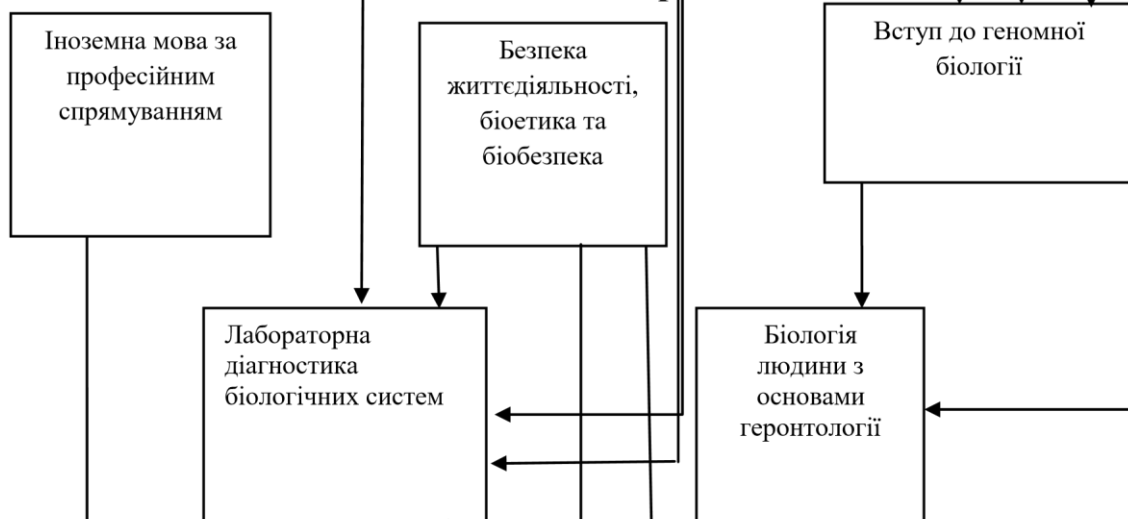 Іноземна мова за
професійним
спрямуванням
Безпека
життєдіяльності,
біоетика та
біобезпека
Вступ до геномної
біології
Лабораторна
діагностика
біологічних систем
Біологія
людини з
основами
геронтології